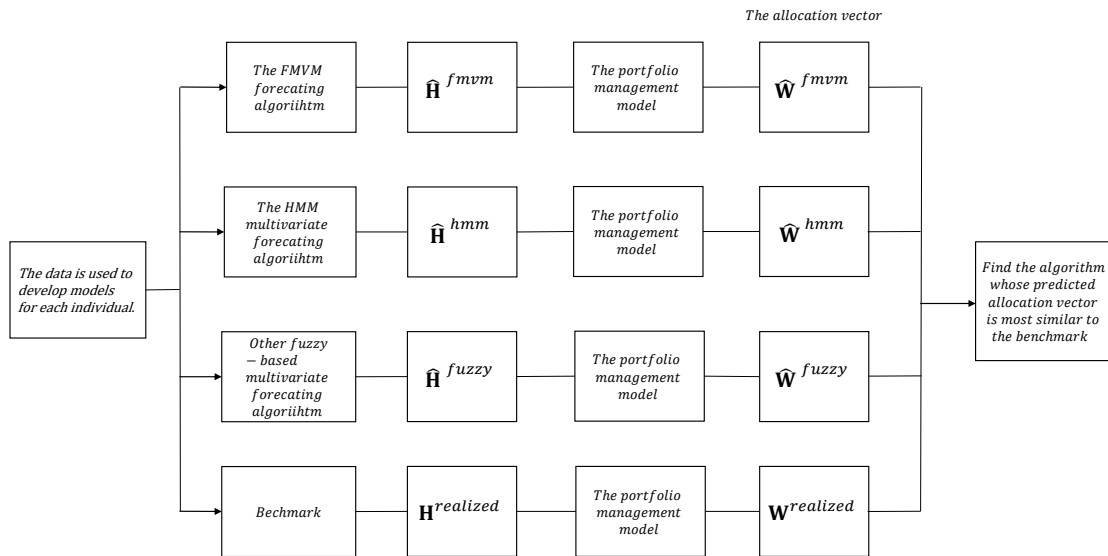 The allocation vector
The FMVM
forecating
algoriihtm
Ĥ fmvm
The portfolio
management
model
Ŵ fmvm
The HMM
multivariate
forecating
algoriihtm
Ĥ hmm
The portfolio
management
model
Ŵ hmm
The data is used to
develop models
for each individual.
Find the algorithm
whose predicted
allocation vector
is most similar to
the benchmark
Other fuzzy
−based
multivariate
forecating
algoriihtm
Ĥ fuzzy
The portfolio
management
model
Ŵ fuzzy
Bechmark
H realized
The portfolio
management
model
W realized